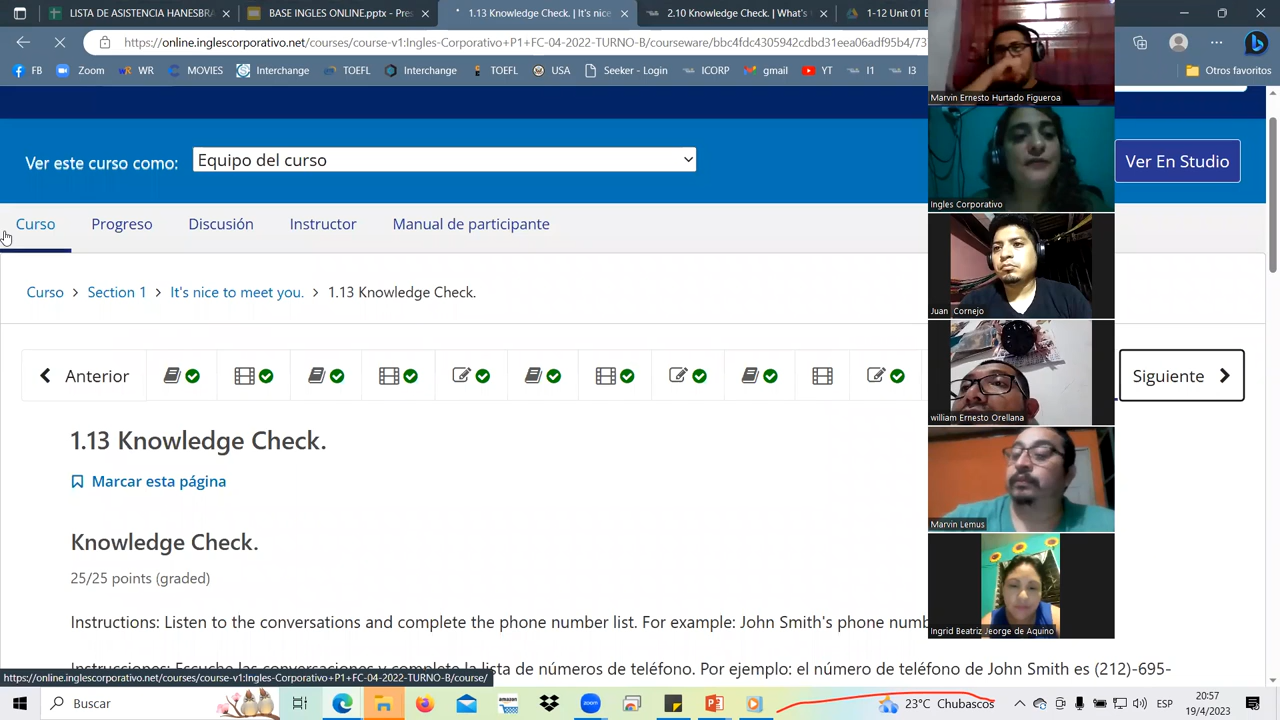 LISTA DE ASISTENCIA HANESBRA
BASE INGLES ONLINE.pptx - Pre
1.13 Knowledge Check. | It's nice
2.10 Knowledge C
1-12 Unit 01 E
https://online.inglescorporativo.net/courses/course-v1:Ingles-Corporativo+P1+FC-04-2022-TURNO-B/courseware/bbc4fdc430
FB
Zoom
WR
MOVIES
Interchange
Interchange
TOEFL
USA
Seeker - Login
ICORP
gmail
YT
I1
I3
Otros favoritos
Marvin Ernesto Hurtado Figueroa
Ver este curso como:
Equipo del curso
Ver En Studio
Ingles Corporativo
Curso
Progreso
Discusión
Instructor
Manual de participante
Curso > Section 1 > It's nice to meet you. > 1.13 Knowledge Check.
Juan Cornejo
Anterior
Siguiente
william Ernesto Orellana
1.13 Knowledge Check.
Marcar esta página
Marvin Lemus
Knowledge Check.
25/25 points (graded)
Instructions: Listen to the conversations and complete the phone number list. For example: John Smith's phone numb
Ingrid Beatriz Jeorge de Aquino
Instrucciones: Escuche las conversaciones y complete la lista de números de teléfono. Por ejemplo: el número de teléfono de John Smith es (212)-695-
https://online.inglescorporativo.net/courses/course-v1:Ingles-Corporativo+P1+FC-04-2022-TURNO-B/course/
Buscar
amazon
zoom
23°C Chubascos
ESP
20:57
19/4/2023